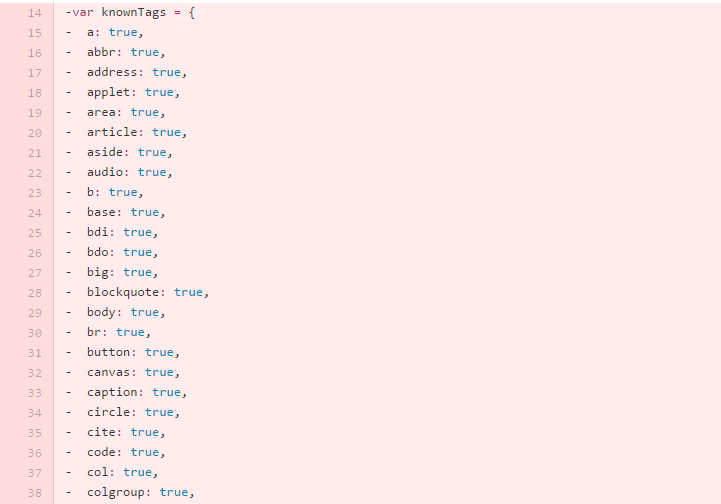 14 -var knownTags = {
15 -  a: true,
16 -  abbr: true,
17 -  address: true,
18 -  applet: true,
19 -  area: true,
20 -  article: true,
21 -  aside: true,
22 -  audio: true,
23 -  b: true,
24 -  base: true,
25 -  bdi: true,
26 -  bdo: true,
27 -  big: true,
28 -  blockquote: true,
29 -  body: true,
30 -  br: true,
31 -  button: true,
32 -  canvas: true,
33 -  caption: true,
34 -  circle: true,
35 -  cite: true,
36 -  code: true,
37 -  col: true,
38 -  colgroup: true,